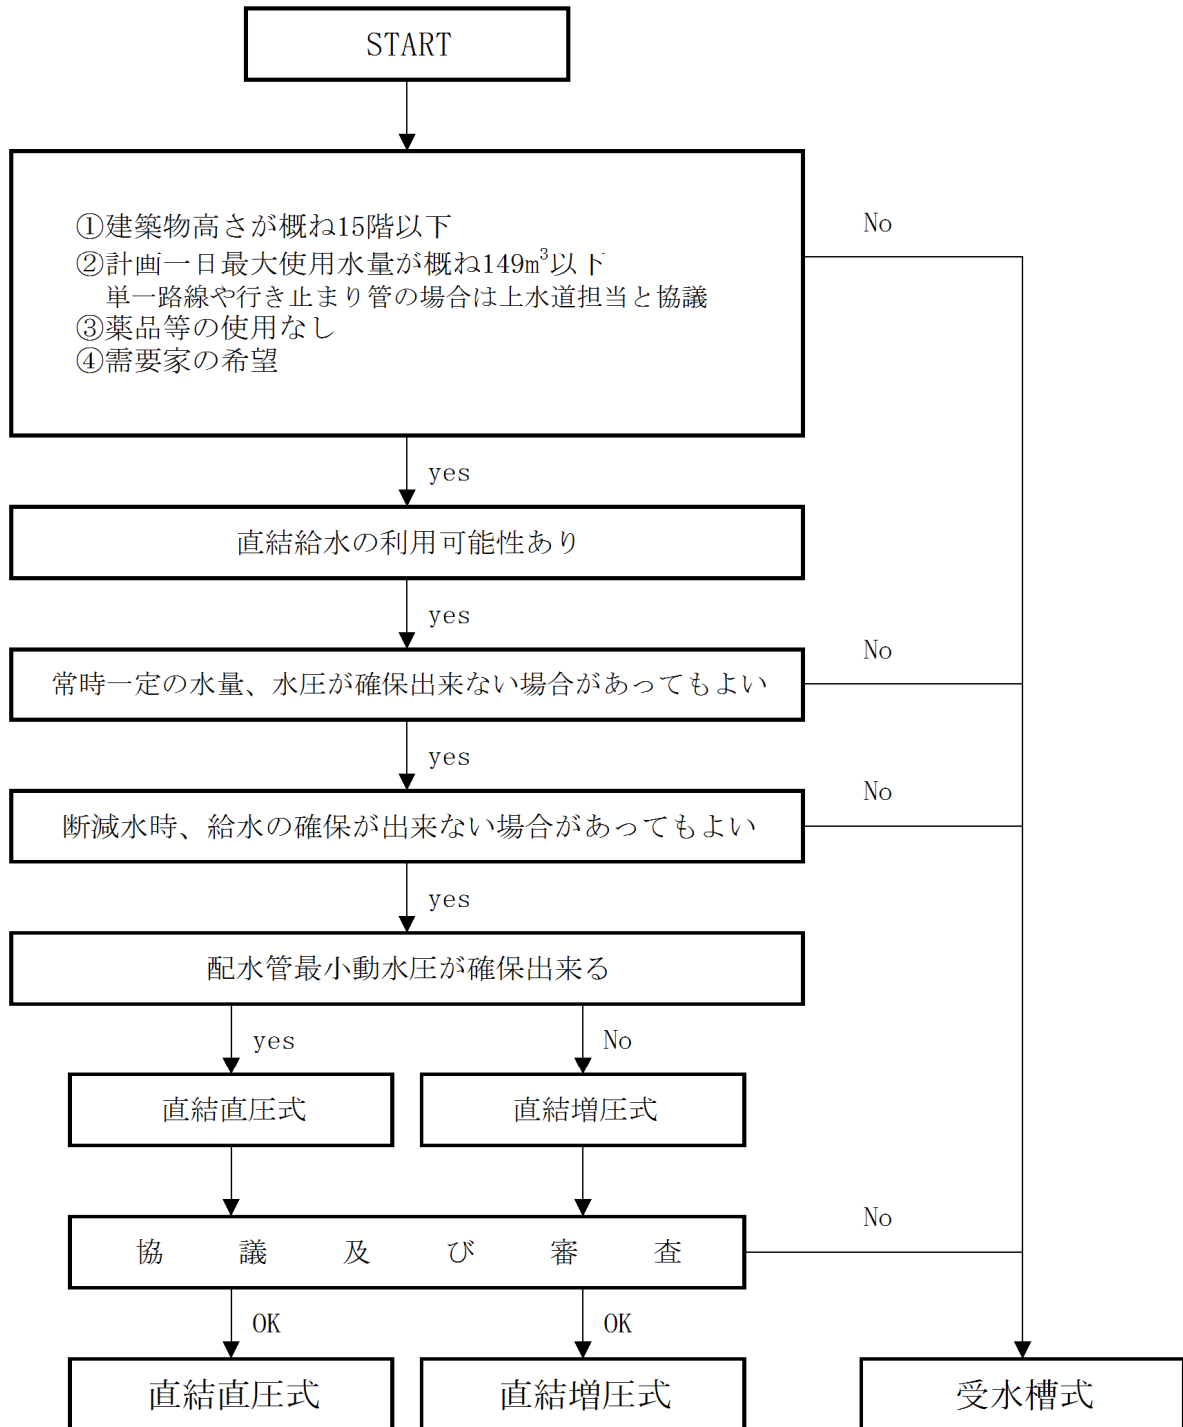 START
①建築物高さが概ね15階以下
No
②計画一日最大使用水量が概ね149m³以下
単一路線や行き止まり管の場合は上水道担当と協議
③薬品等の使用なし
④需要家の希望
yes
直結給水の利用可能性あり
yes
No
常時一定の水量、水圧が確保出来ない場合があってもよい
yes
No
断減水時、給水の確保が出来ない場合があってもよい
yes
配水管最小動水圧が確保出来る
yes
No
直結直圧式
直結増圧式
No
協議及び審査
OK
OK
直結直圧式
直結増圧式
受水槽式